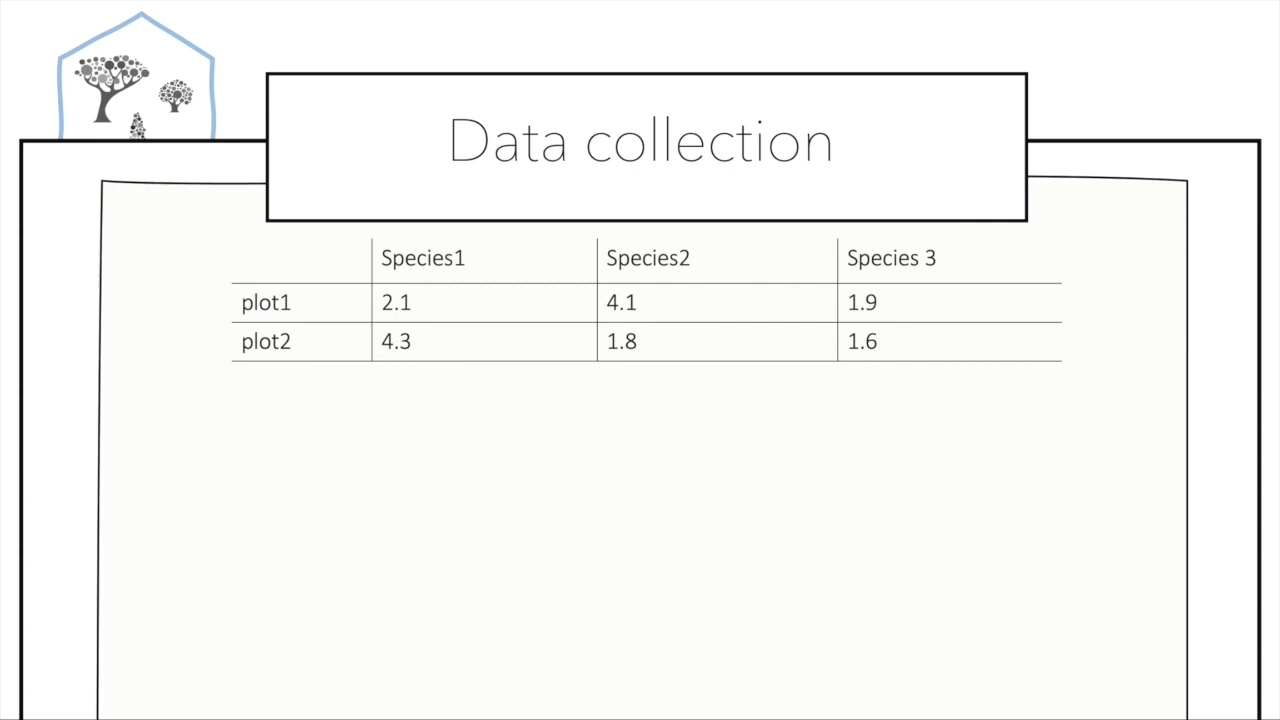 Data collection
Species1 Species2 Species 3
plot1 2.1 4.1 1.9
plot2 4.3 1.8 1.6